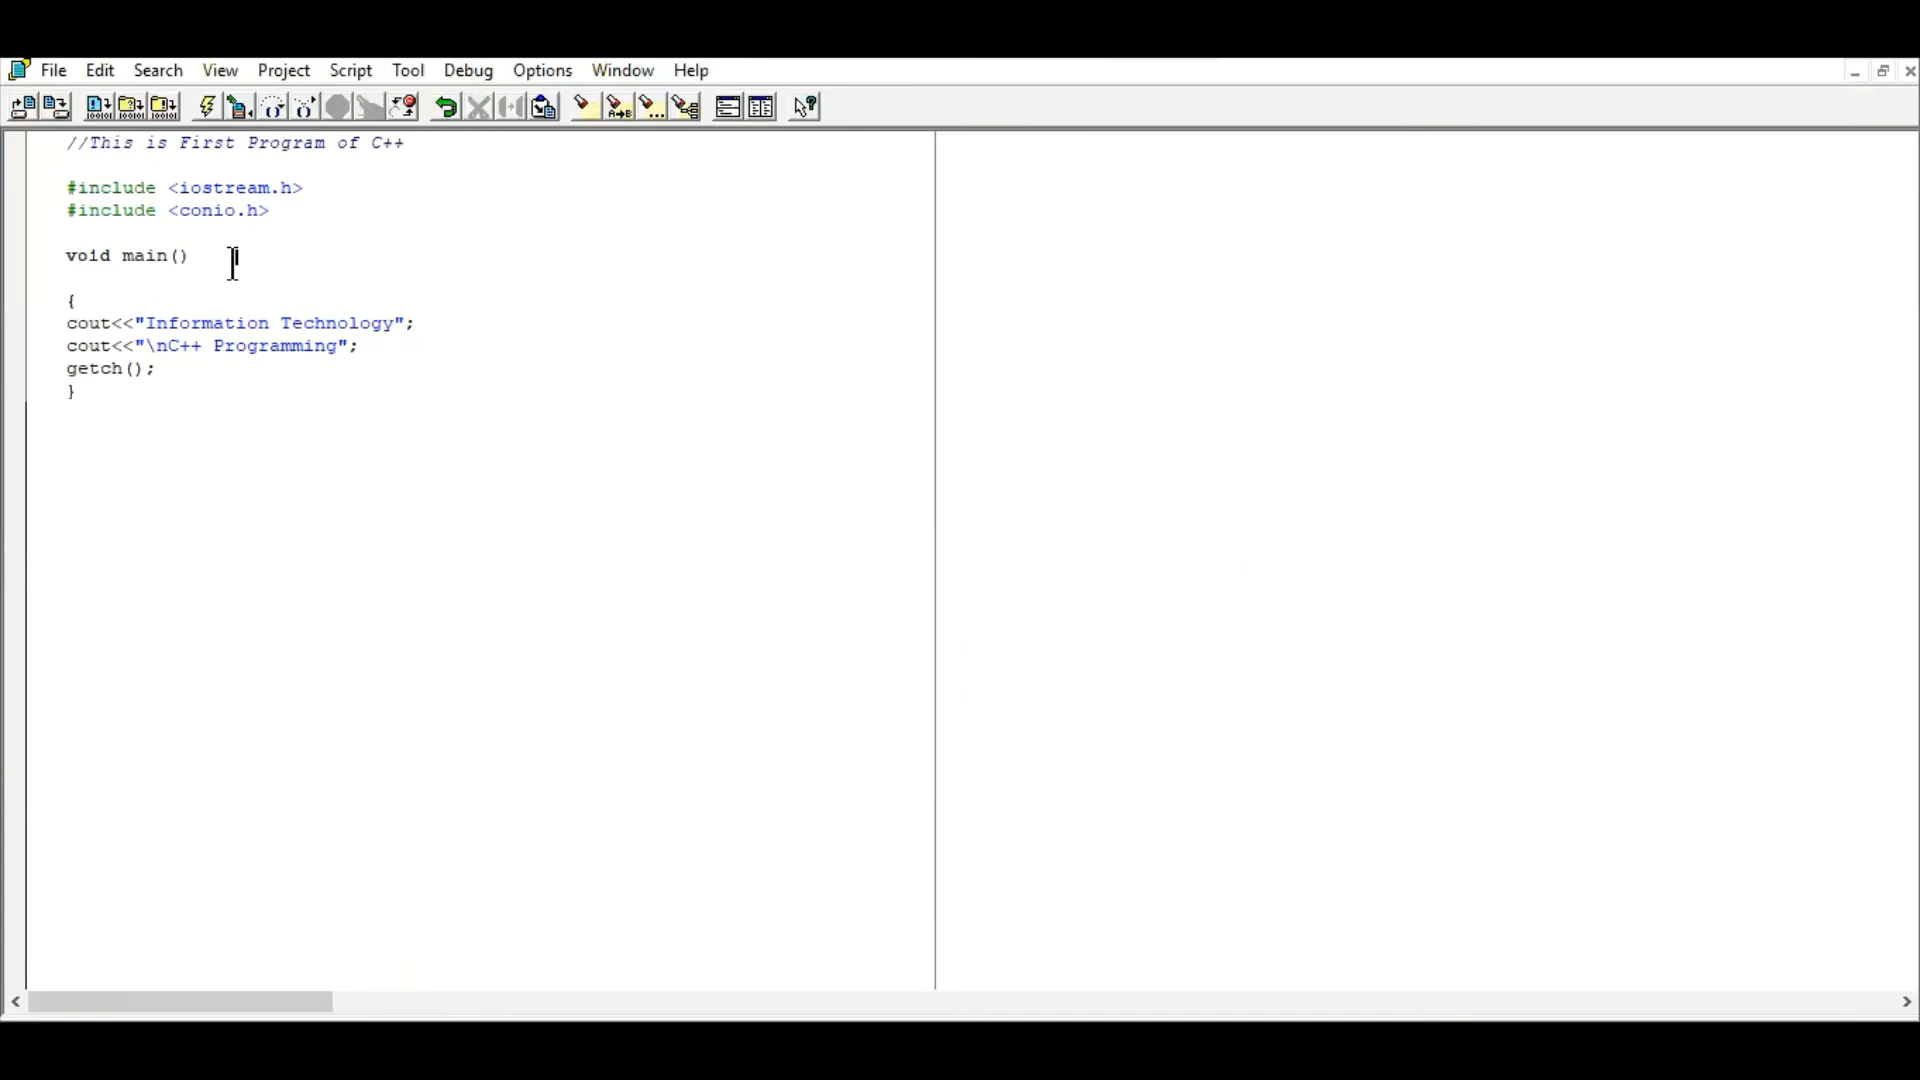 File Edit Search View Project Script Tool Debug Options Window Help
//This is First Program of C++
#include <iostream.h>
#include <conio.h>
void main()
{
cout<<"Information Technology";
cout<<"\nC++ Programming";
getch();
}